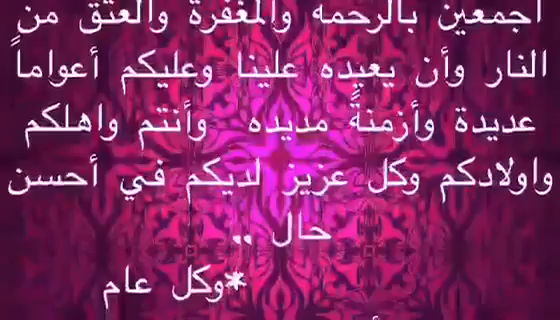 أجمعين بالرحمه والمغفرة والعتق من
النار وأن يعيده علينا وعليكم أعواماً
عديدة وأزمنةً مديده وأنتم واهلكم
واولادكم وكل عزيز لديكم في أحسن
حال ,,
*وكل عام